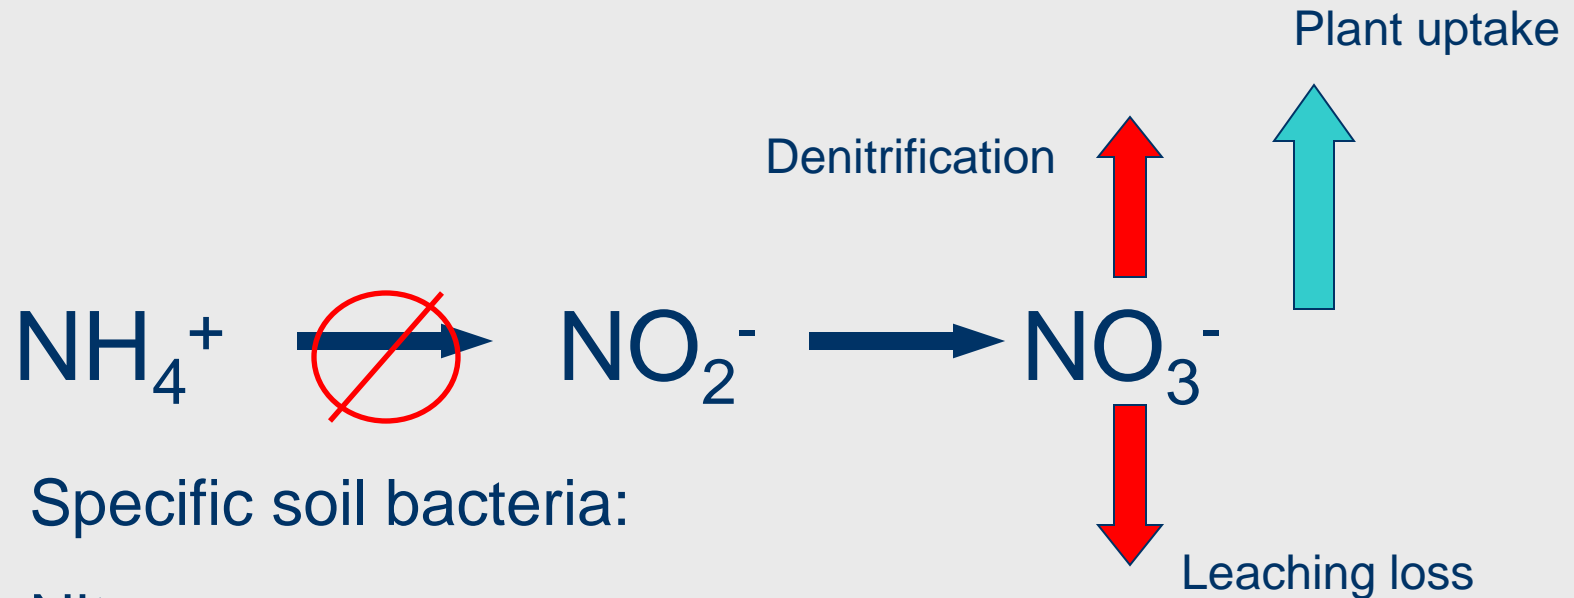 Plant uptake
Denitrification
NH₄⁺ NO₂⁻ NO₃⁻
Specific soil bacteria:
Leaching loss